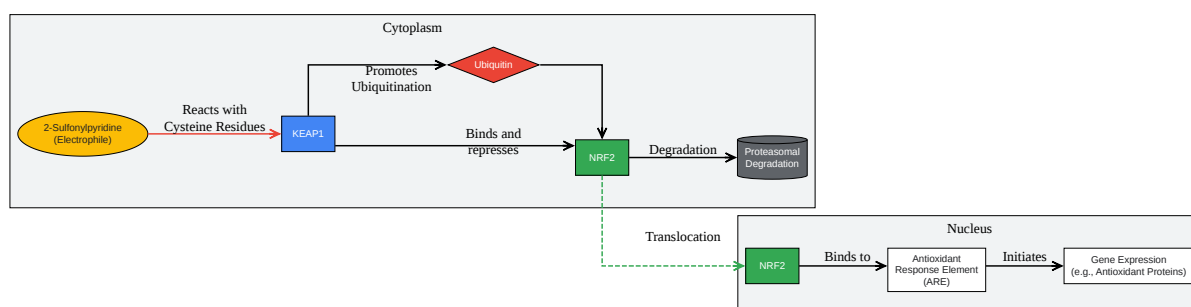 Cytoplasm
Ubiquitin
Promotes
Ubiquitination
Reacts with
Cysteine Residues
2-Sulfonylpyridine
(Electrophile)
KEAP1
Binds and
represses
NRF2
Degradation
Proteasomal
Degradation
Translocation
Nucleus
NRF2
Binds to
Antioxidant
Response Element
(ARE)
Initiates
Gene Expression
(e.g., Antioxidant Proteins)